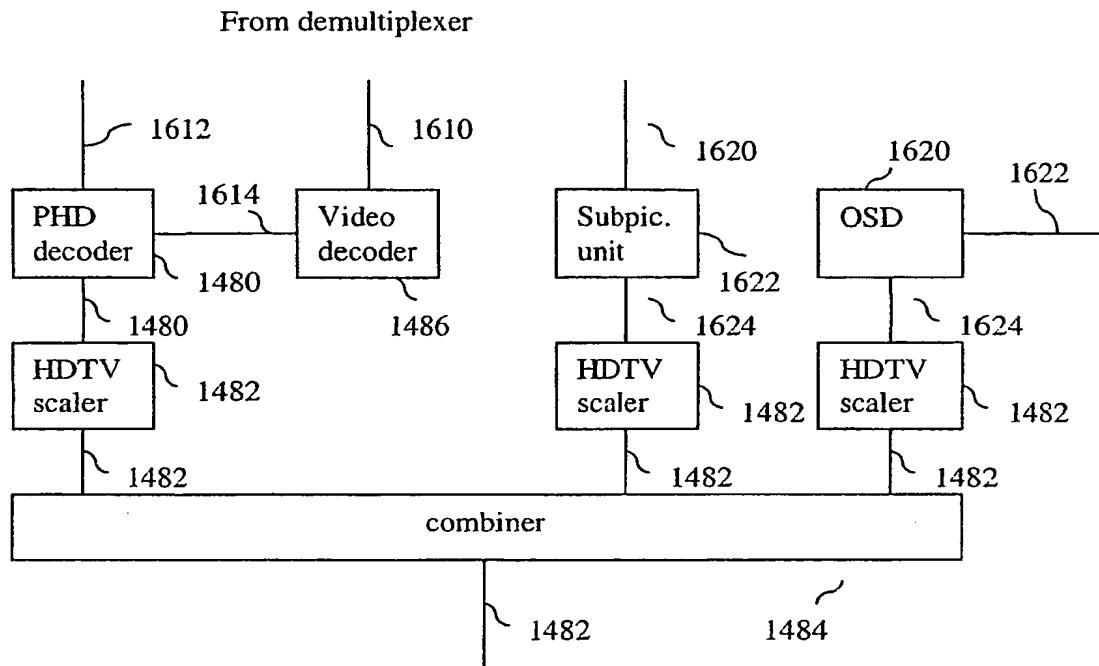 From demultiplexer
1612
1610
1620
1620
1622
1614
PHD
decoder
Video
decoder
Subpic.
unit
OSD
1480
1486
1622
1480
1624
1624
HDTV
scaler
1482
HDTV
scaler
1482
HDTV
scaler
1482
1482
1482
1482
combiner
1482
1484